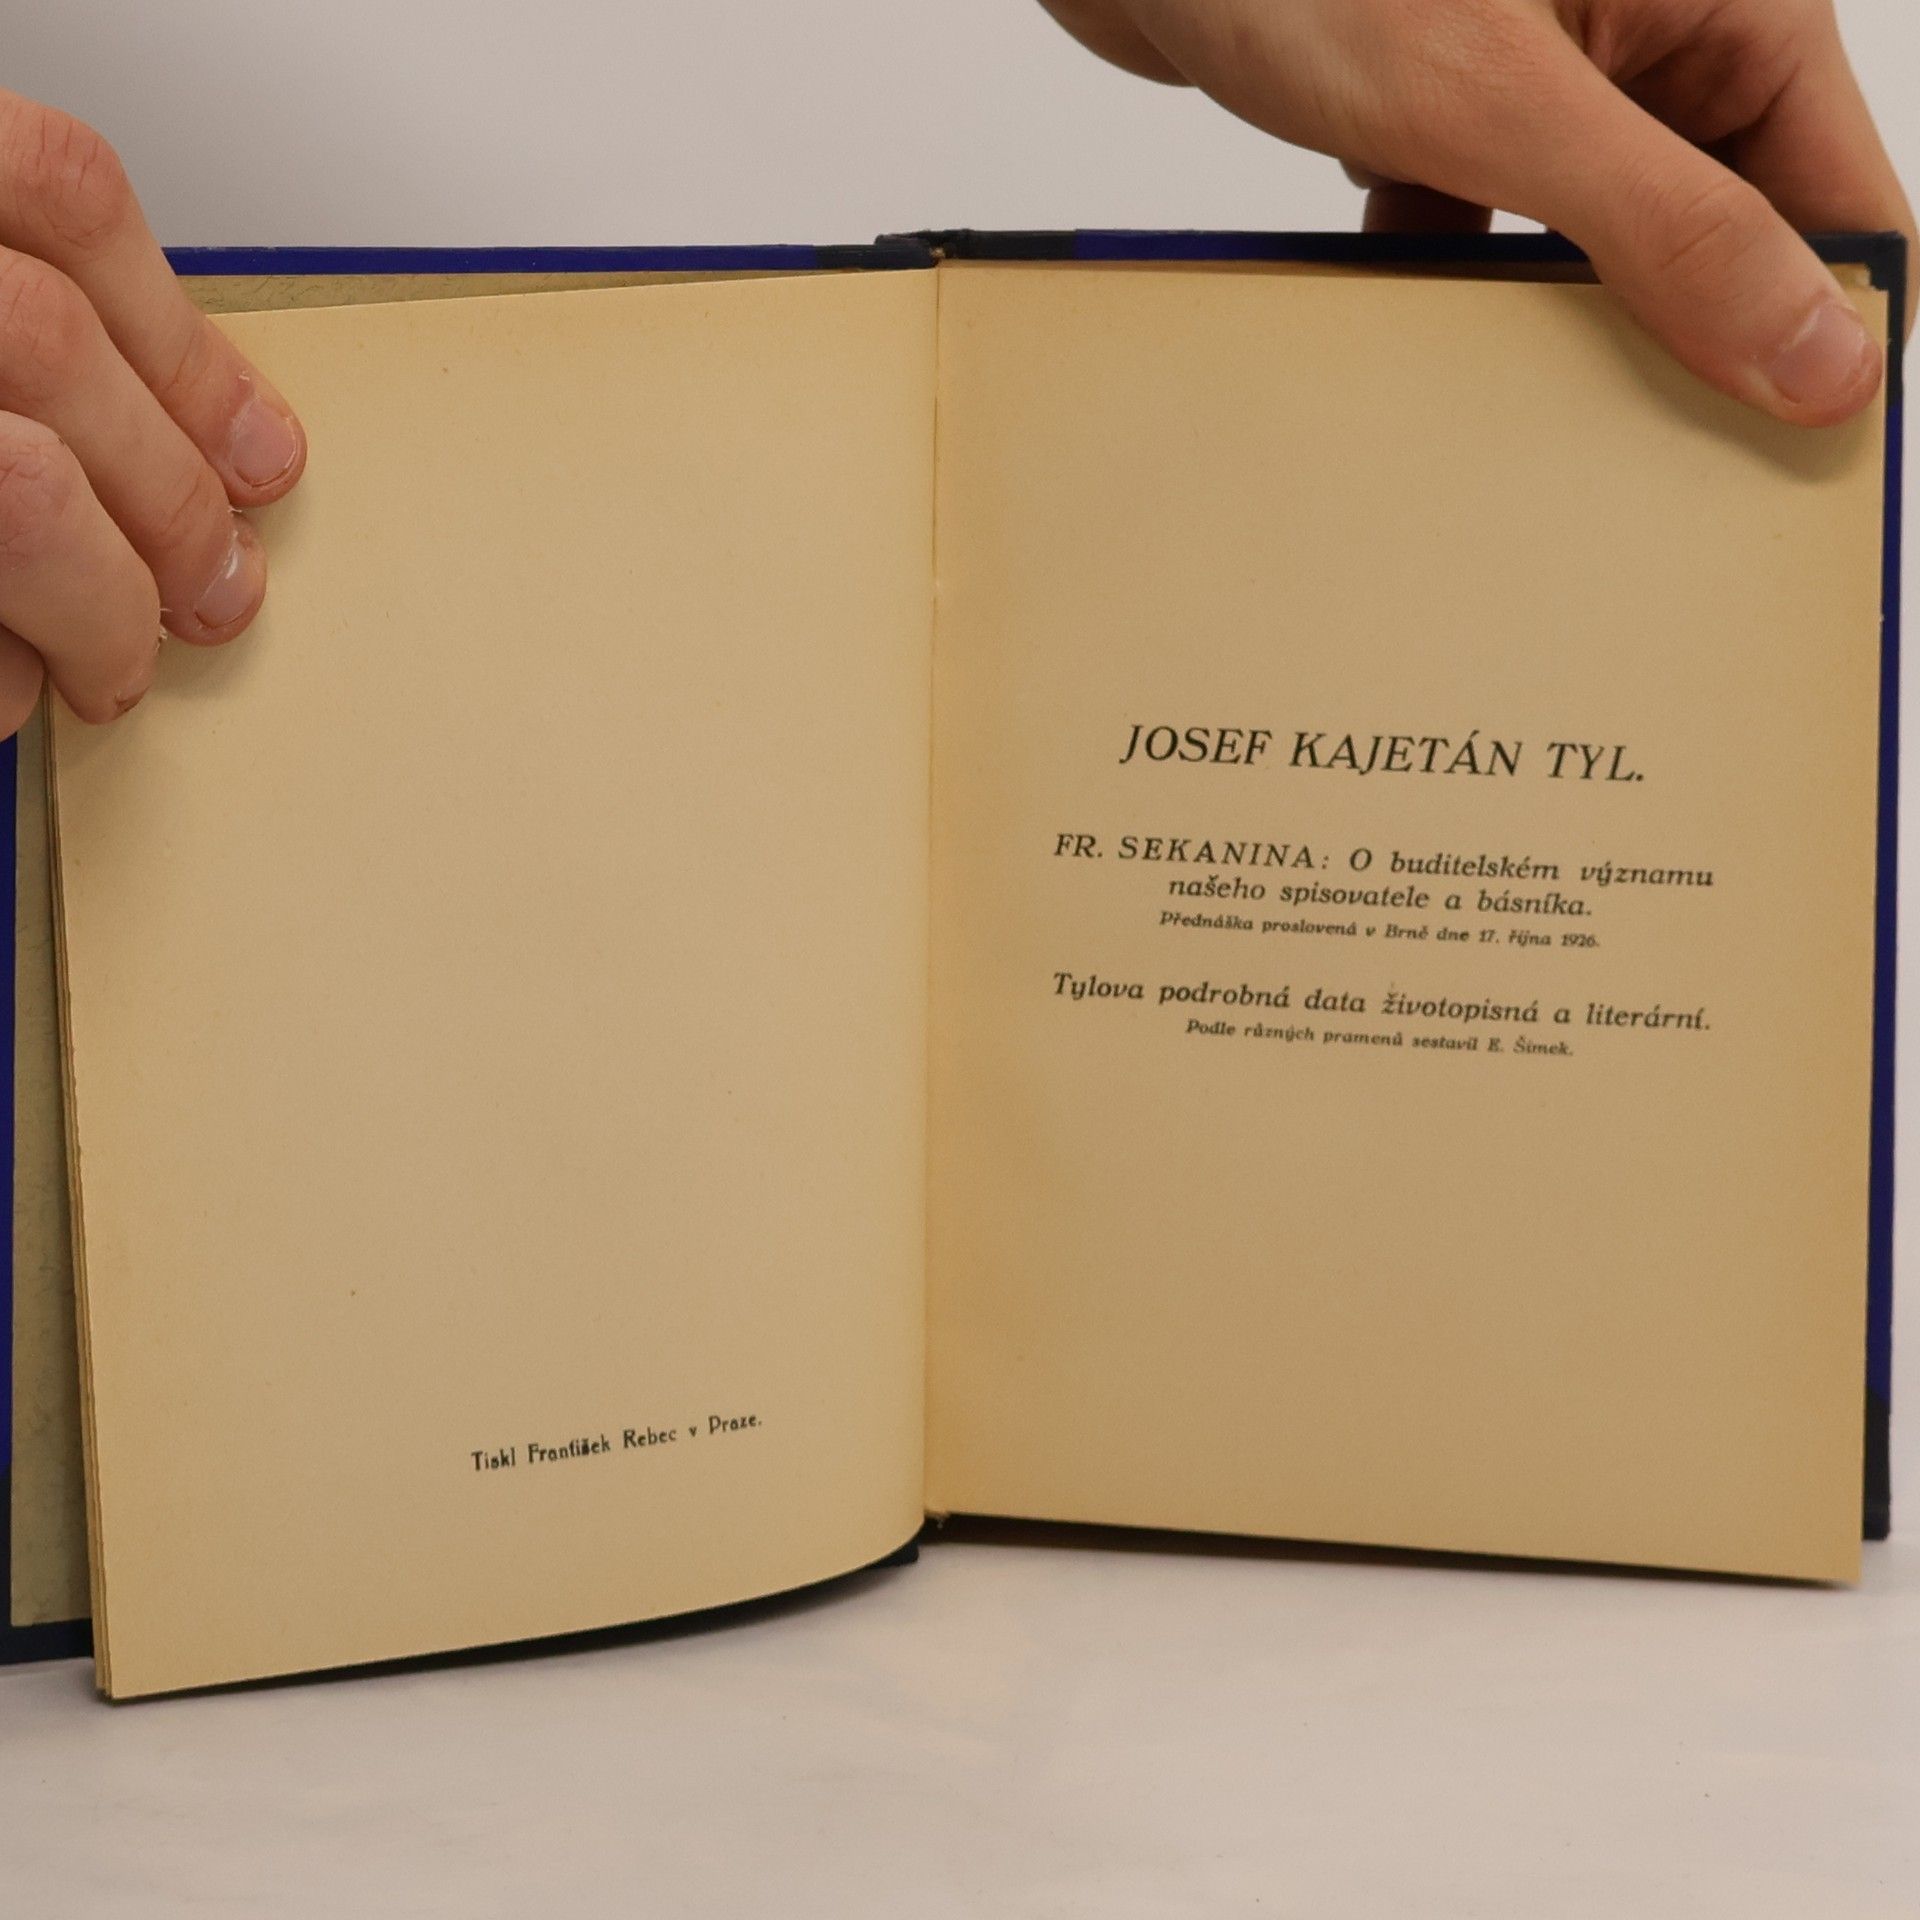 Tiskl František Rebec v Praze.
JOSEF KAJETÁN TYL.
FR. SEKANINA: O buditelském významu
našeho spisovatele a básníka.
Přednáška proslovená v Brně dne 17. října 1926.
Tylova podrobná data životopisná a literární.
Podle různých pramenů sestavil E. Šimek.